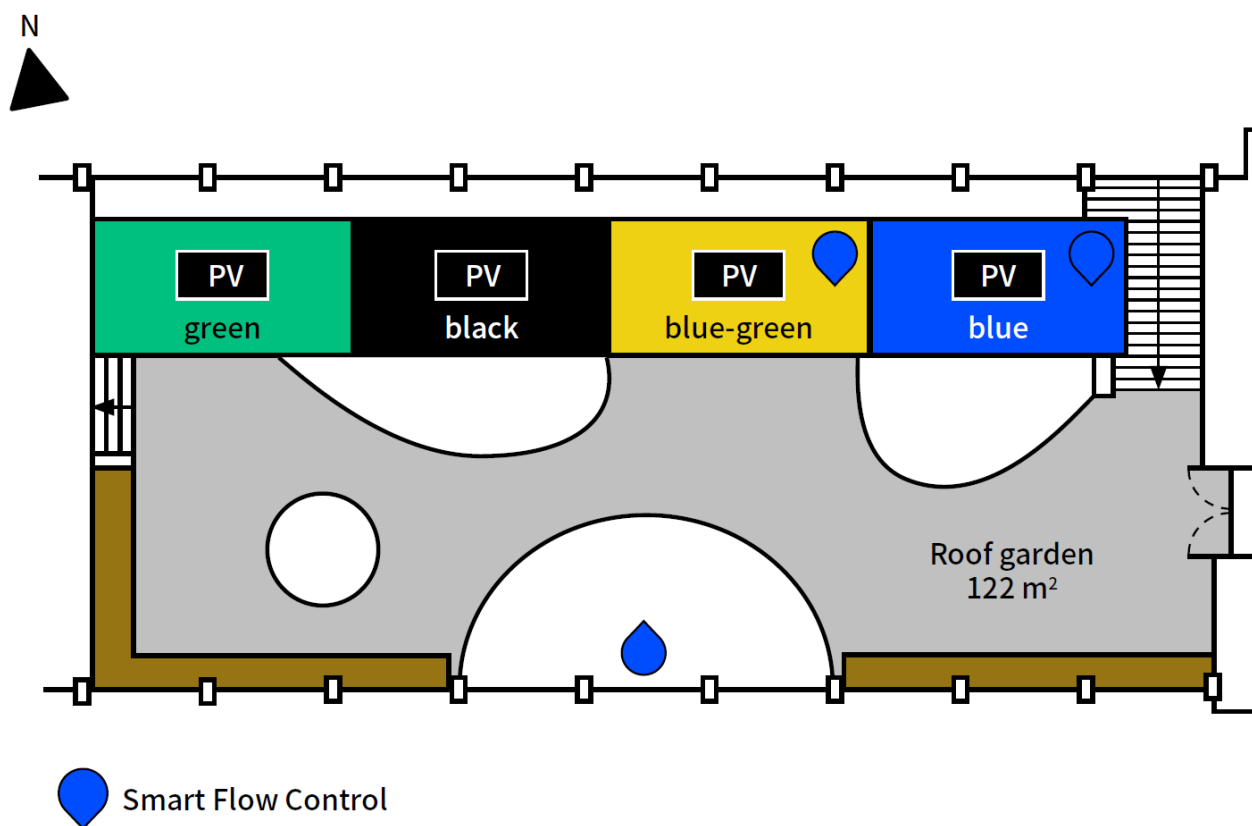 N
PV PV PV PV
green black blue-green blue
Roof garden
122 m²
Smart Flow Control